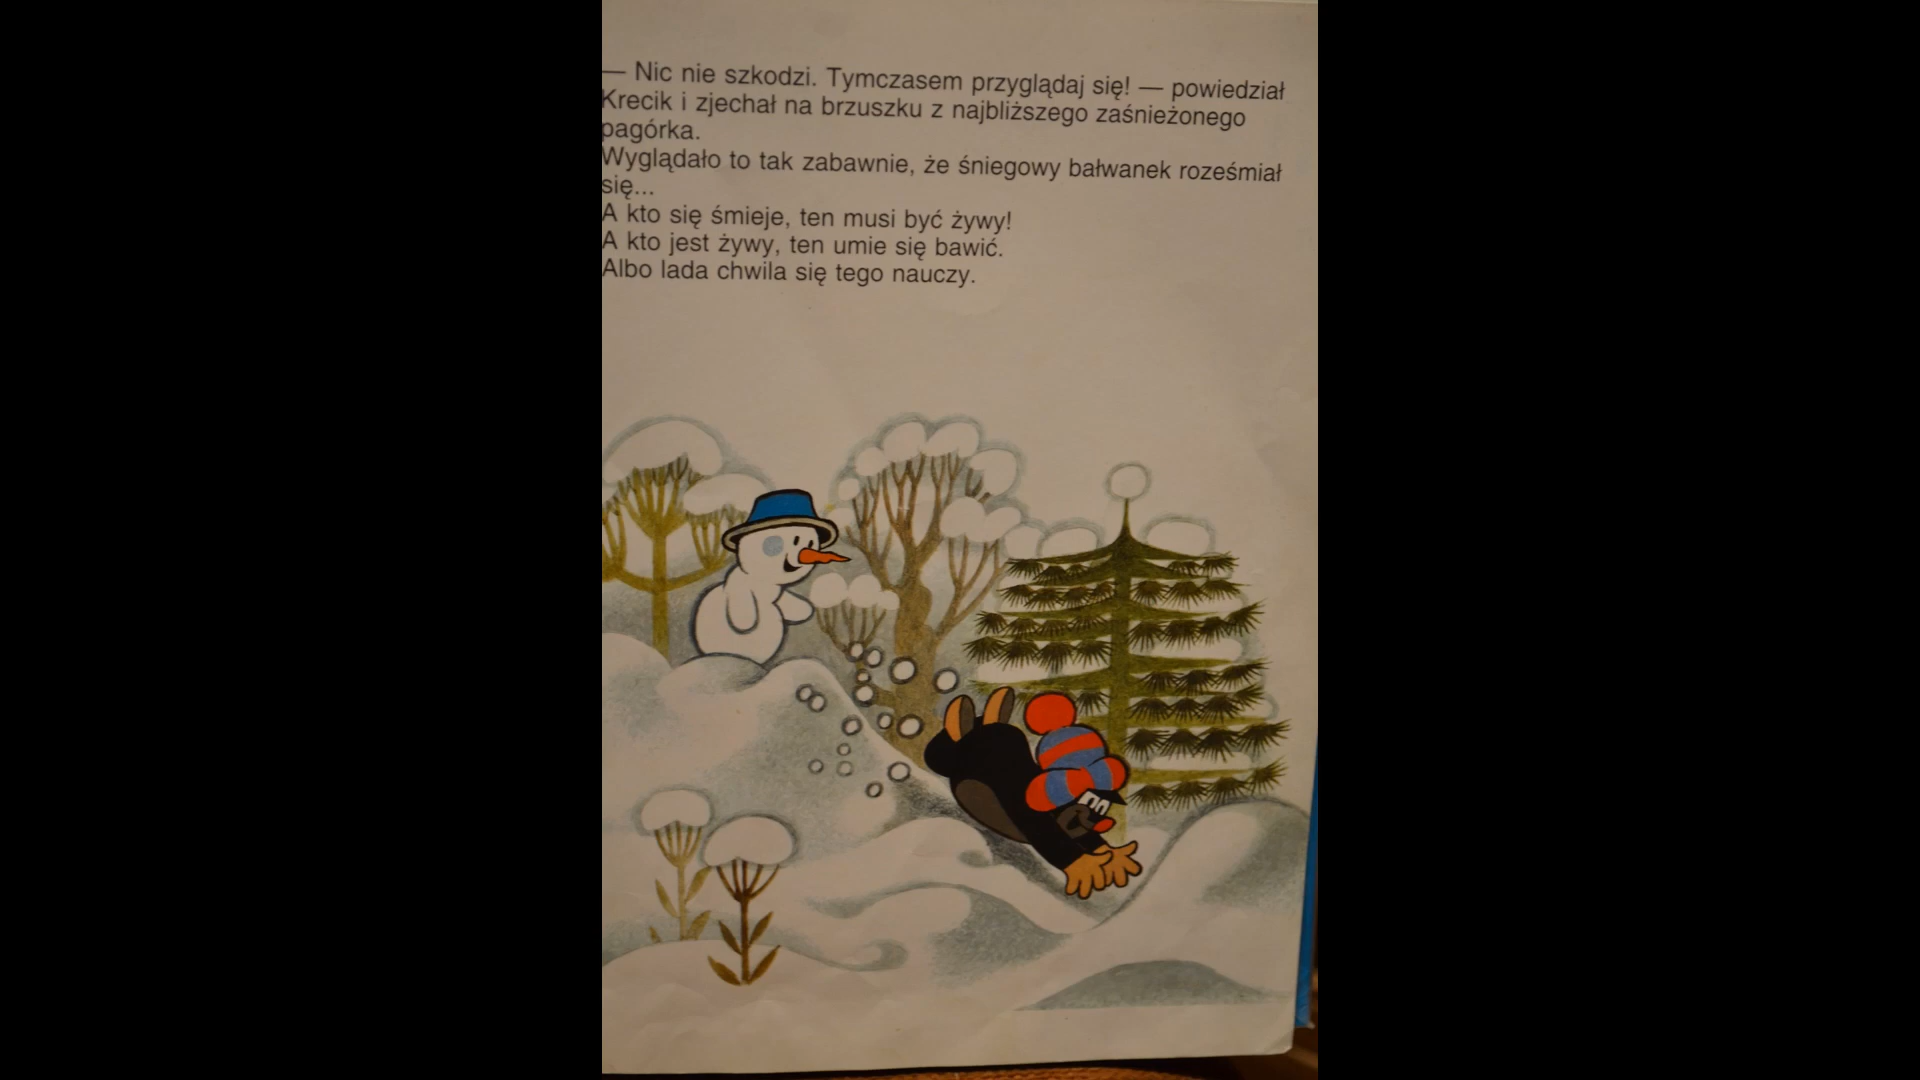 — Nic nie szkodzi. Tymczasem przyglądaj się! — powiedział
Krecik i zjechał na brzuszku z najbliższego zaśnieżonego
pagórka.
Wyglądało to tak zabawnie, że śniegowy bałwanek roześmiał
się...
A kto się śmieje, ten musi być żywy!
A kto jest żywy, ten umie się bawić.
Albo lada chwila się tego nauczy.